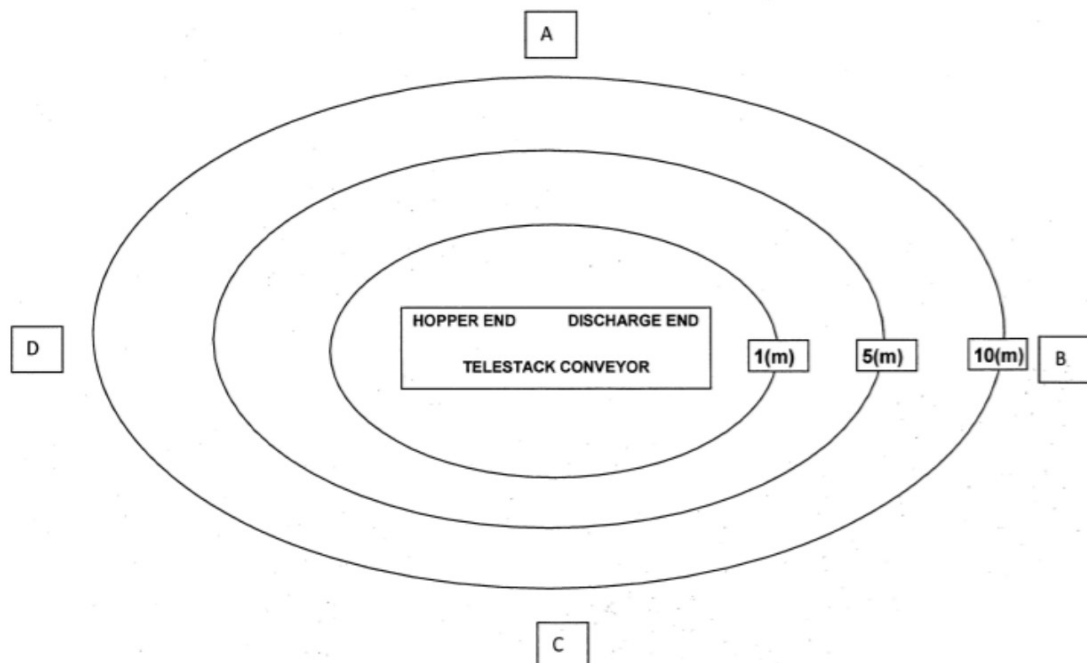 A
HOPPER END DISCHARGE END
D
1(m) 5(m) 10(m) B
TELESTACK CONVEYOR
C